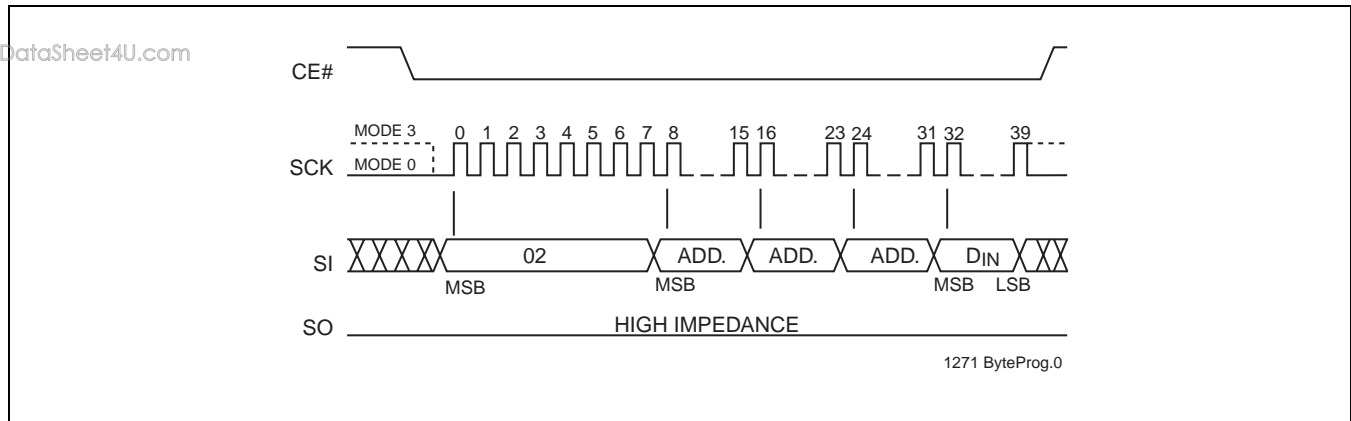 DataSheet4U.com
CE#
MODE 3
0 1 2 3 4 5 6 7 8 15 16 23 24 31 32 39
SCK MODE 0
SI 02 ADD. ADD. ADD. DIN
MSB MSB MSB LSB
SO HIGH IMPEDANCE
1271 ByteProg.0